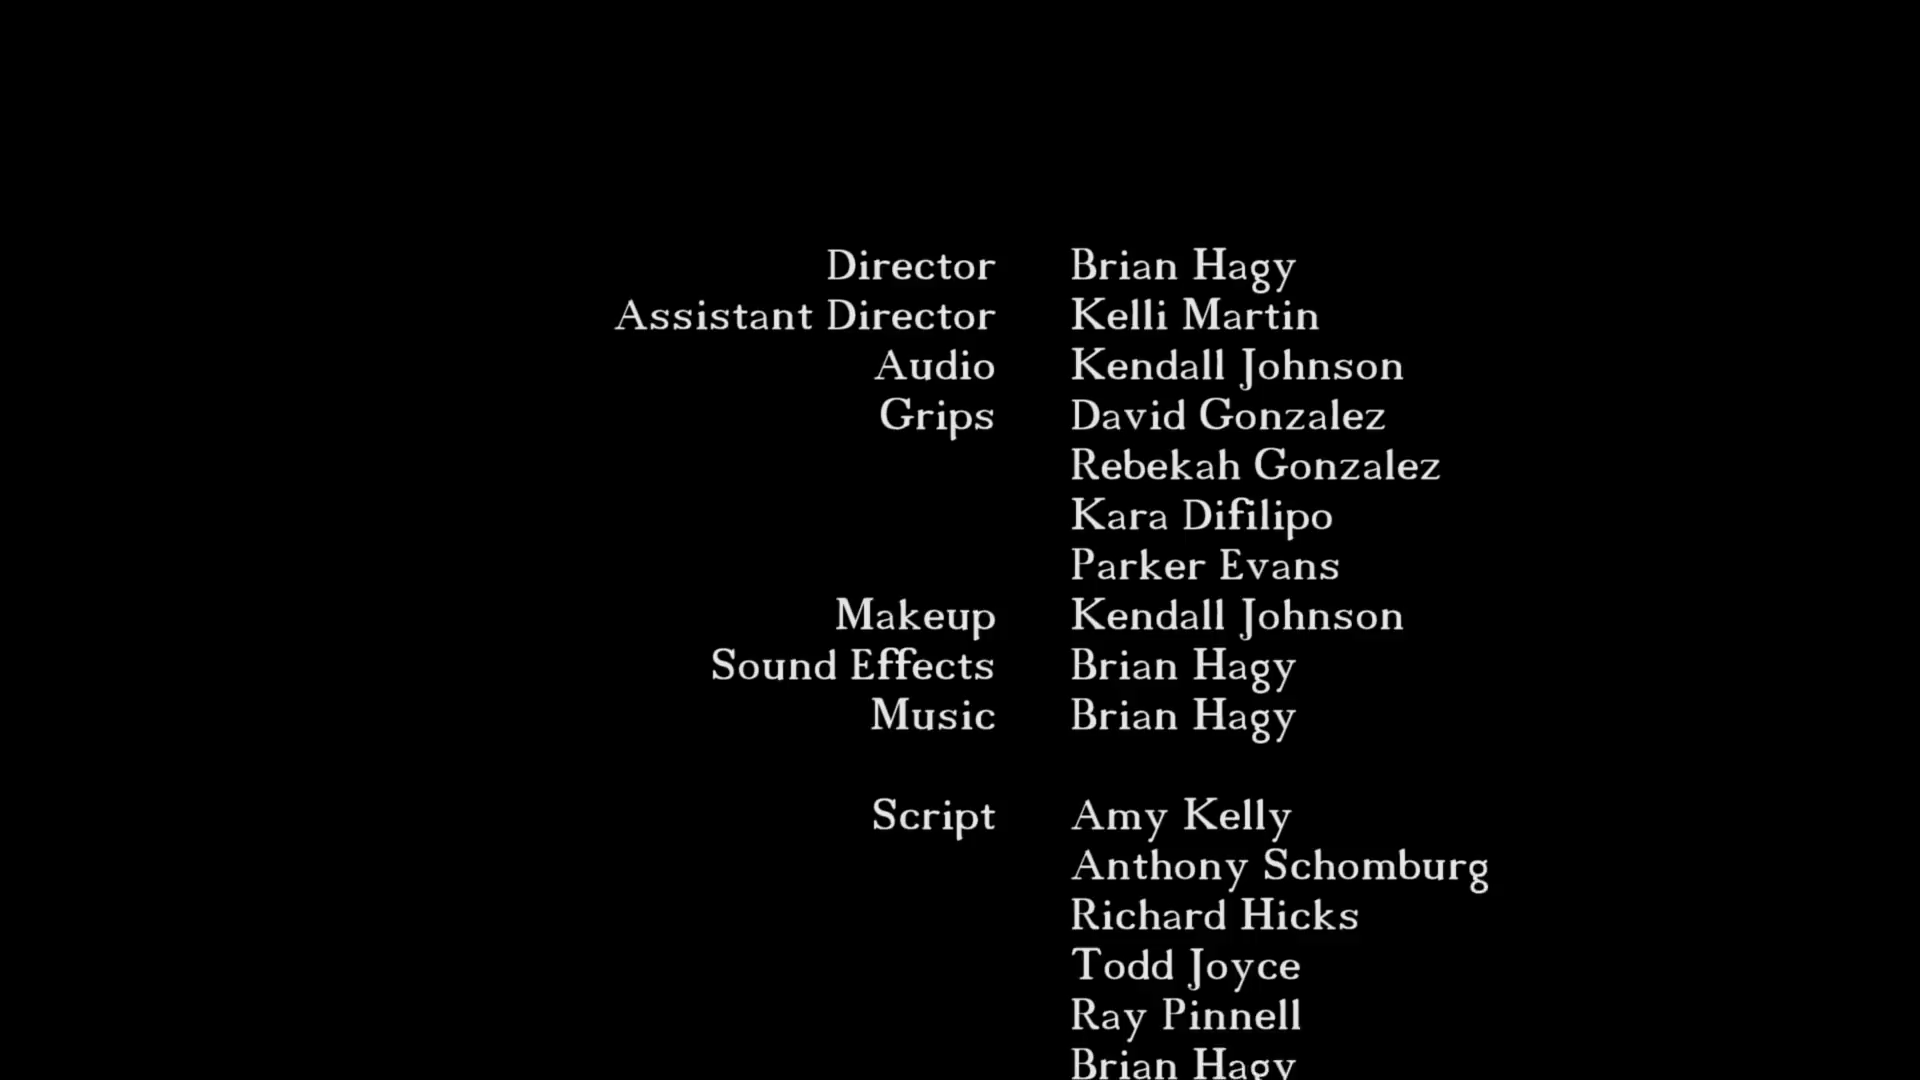 Director Brian Hagy
Assistant Director Kelli Martin
Audio Kendall Johnson
Grips David Gonzalez
Rebekah Gonzalez
Kara Difilipo
Parker Evans
Makeup Kendall Johnson
Sound Effects Brian Hagy
Music Brian Hagy
Script Amy Kelly
Anthony Schomburg
Richard Hicks
Todd Joyce
Ray Pinnell
Brian Hagy